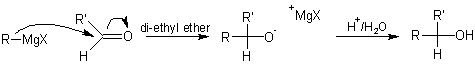 R—MgX R' C H O di-ethyl ether R' R C O⁻ H ⁺MgX H⁺/H₂O R' R C OH H